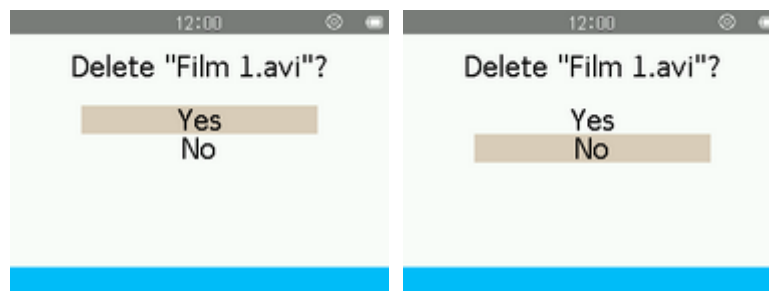 12:00
Delete "Film 1.avi"?
Yes
No
12:00
Delete "Film 1.avi"?
Yes
No